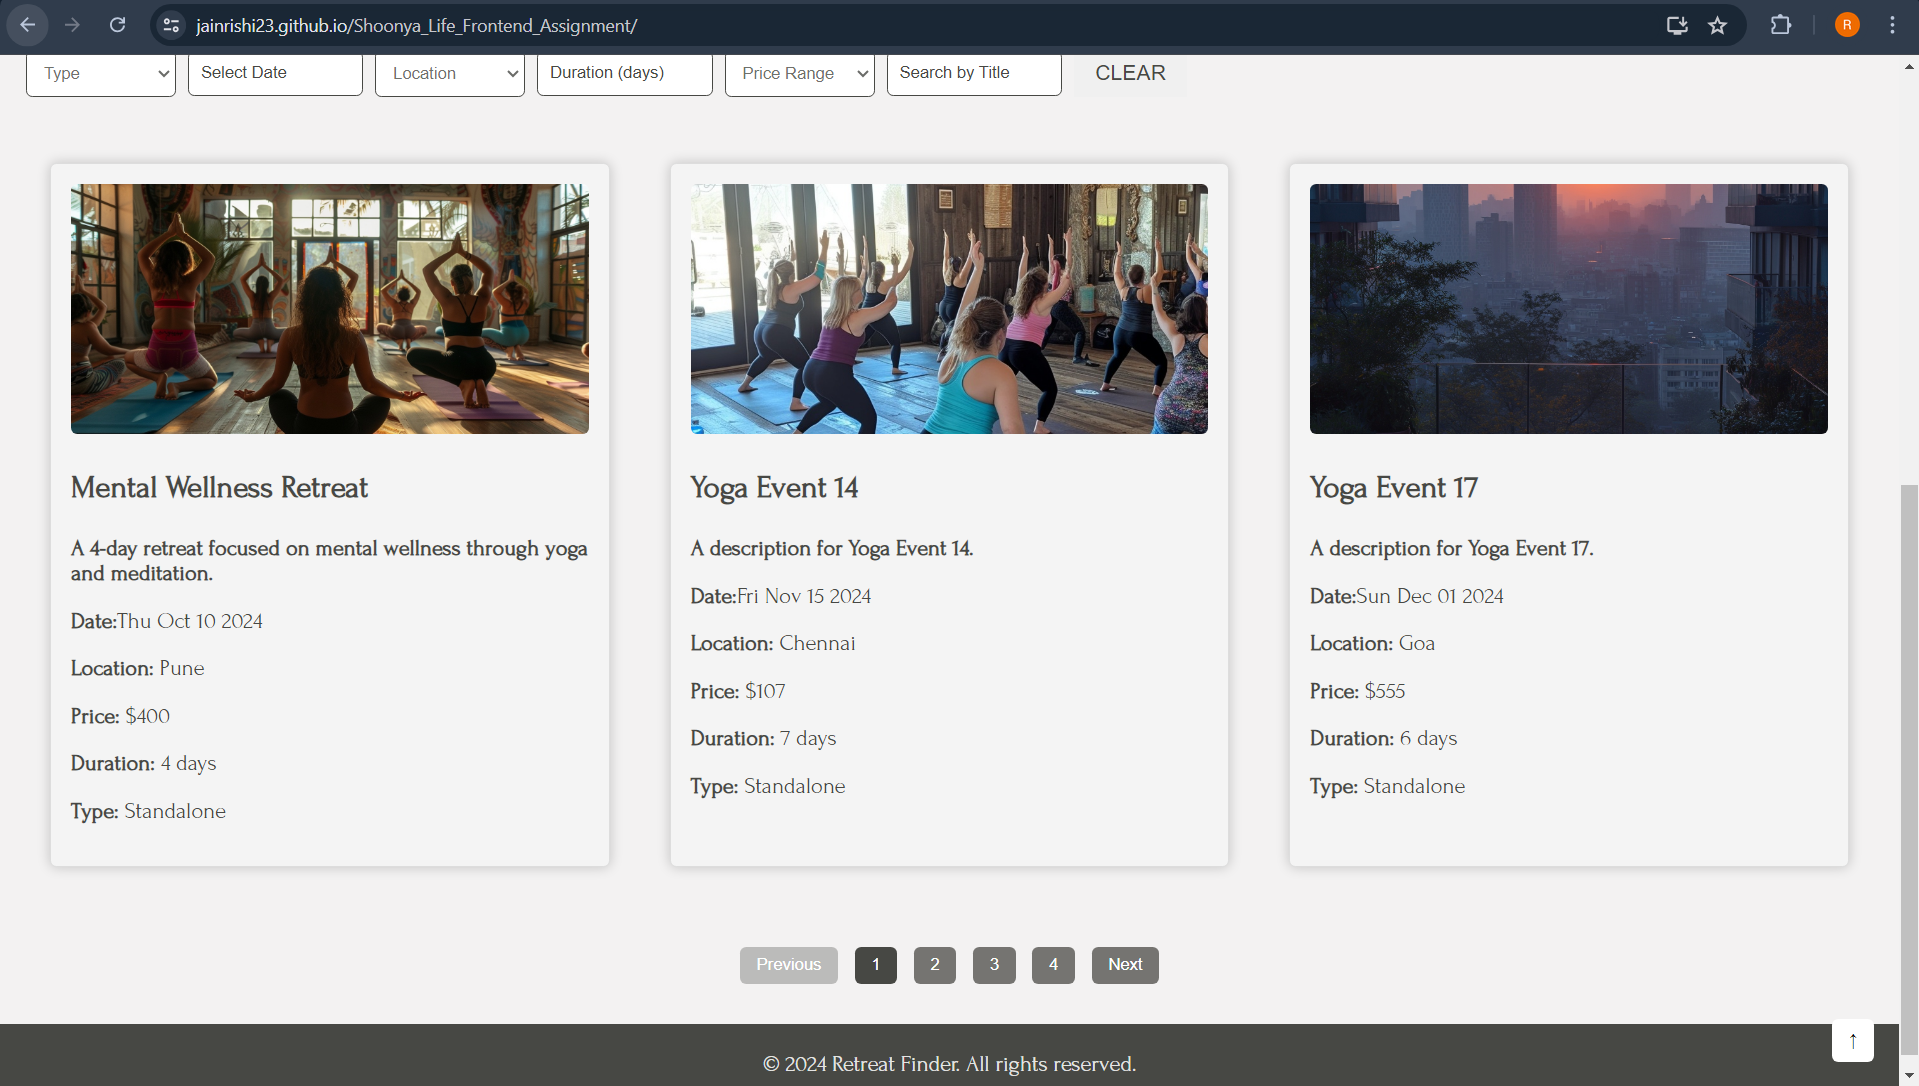 jainrishi23.github.io/Shoonya_Life_Frontend_Assignment/
R
Type
Select Date
Location
Duration (days)
Price Range
Search by Title
CLEAR
Mental Wellness Retreat
A 4-day retreat focused on mental wellness through yoga
and meditation.
Date:Thu Oct 10 2024
Location: Pune
Price: $400
Duration: 4 days
Type: Standalone
Yoga Event 14
A description for Yoga Event 14.
Date:Fri Nov 15 2024
Location: Chennai
Price: $107
Duration: 7 days
Type: Standalone
Yoga Event 17
A description for Yoga Event 17.
Date:Sun Dec 01 2024
Location: Goa
Price: $555
Duration: 6 days
Type: Standalone
Previous 1 2 3 4 Next
© 2024 Retreat Finder. All rights reserved.
↑